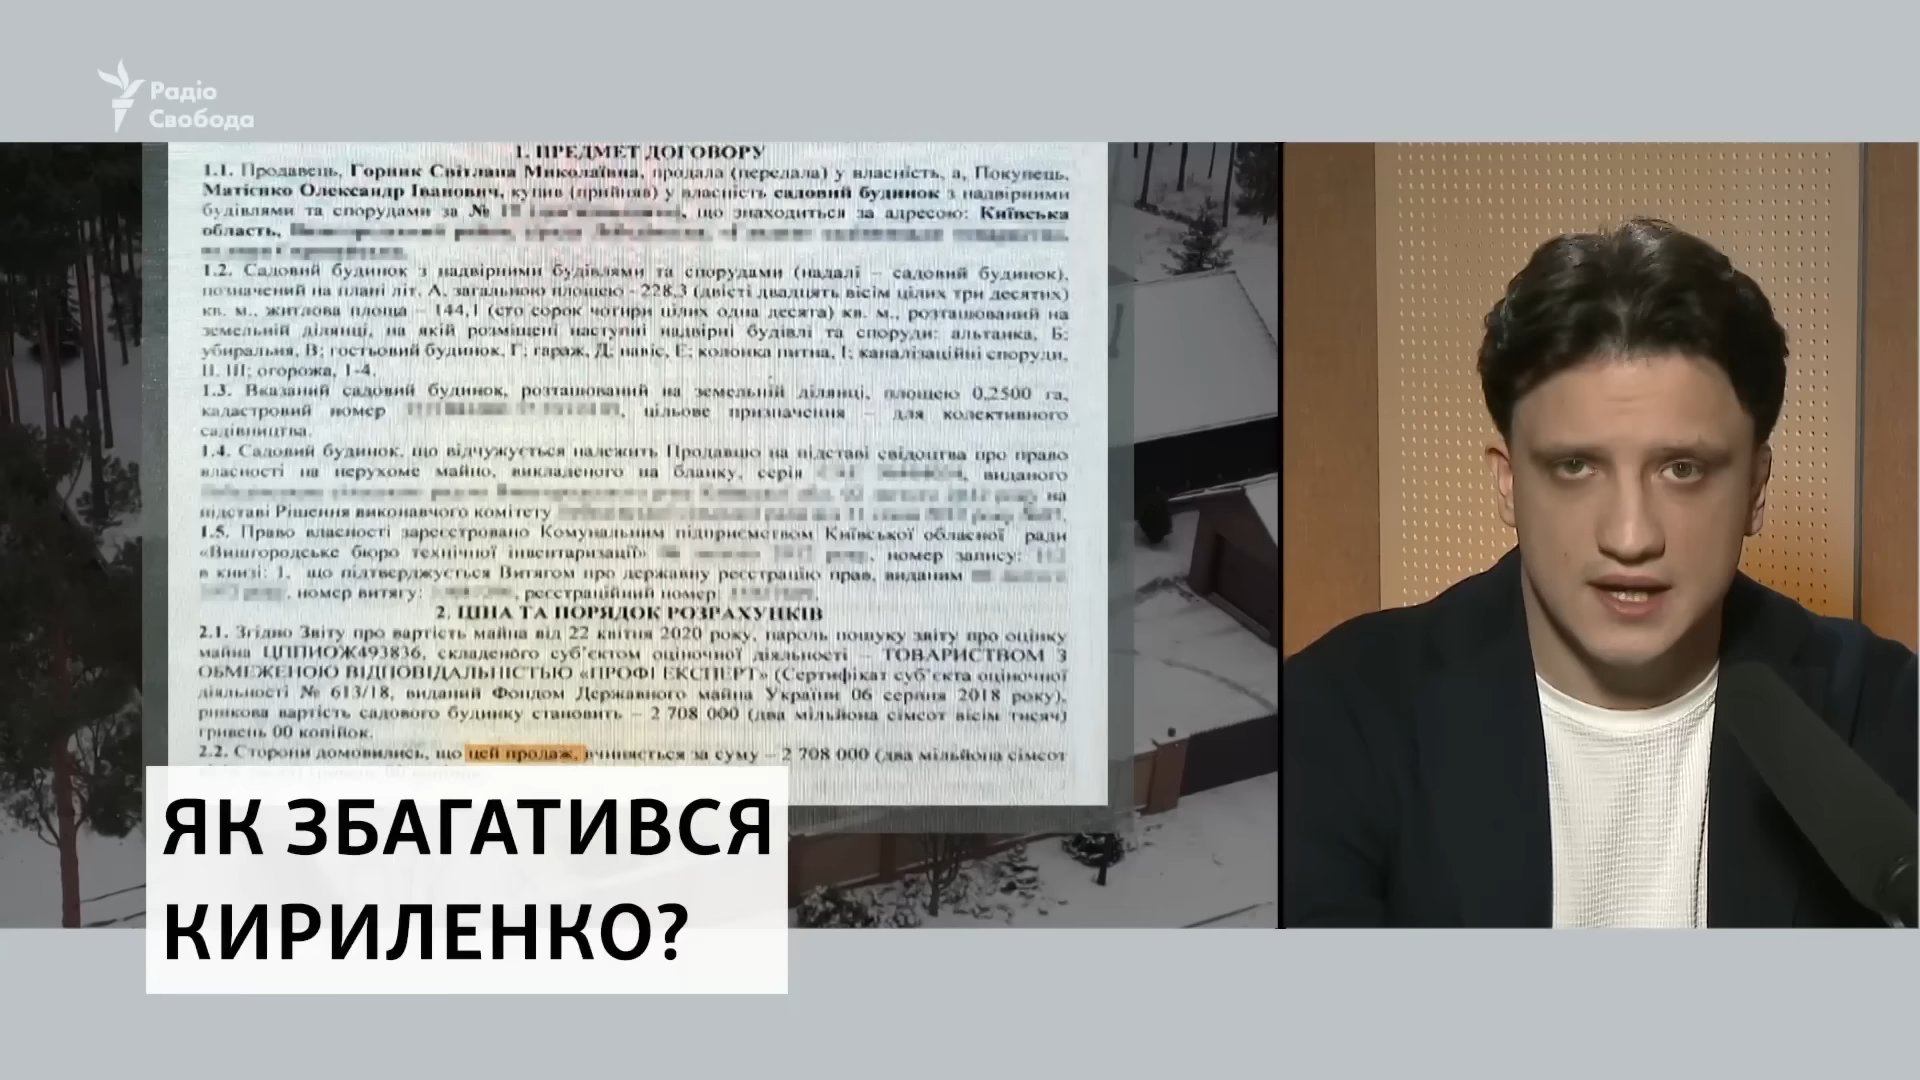 Радіо
Свобода
1. ПРЕДМЕТ ДОГОВОРУ
1.1. Продавець, Горник Світлана Миколаївна, продала (передала) у власність, а, Покупець,
Матієнко Олександр Іванович, купив (прийняв) у власність садовий будинок з надвірними
будівлями та спорудами за №, що знаходиться за адресою: Київська
область,
1.2. Садовий будинок з надвірними будівлями та спорудами (надалі – садовий будинок),
позначений на плані літ. А, загальною площею - 228,3 (двісті двадцять вісім цілих три десятих)
кв. м., житлова площа – 144,1 (сто сорок чотири цілих одна десята) кв. м., розташований на
земельній ділянці, на якій розміщені наступні надвірні будівлі та споруди: альтанка, Б;
убиральня, В; гостьовий будинок, Г; гараж, Д; навіс, Е; колонка питна, І; каналізаційні споруди,
ІІ, ІІІ; огорожа, 1-4.
1.3. Вказаний садовий будинок, розташований на земельній ділянці, площею 0,2500 га,
кадастровий номер , цільове призначення – для колективного
садівництва.
1.4. Садовий будинок, що відчужується належить Продавцю на підставі свідоцтва про право
власності на нерухоме майно, викладеного на бланку, серія , виданого
на
підставі Рішення виконавчого комітету
1.5. Право власності зареєстровано Комунальним підприємством Київської обласної ради
«Вишгородське бюро технічної інвентаризації» , номер запису:
в книзі: 1, що підтверджується Витягом про державну реєстрацію прав, виданим
, номер витягу: , реєстраційний номер:
2. ЦІНА ТА ПОРЯДОК РОЗРАХУНКІВ
2.1. Згідно Звіту про вартість майна від 22 квітня 2020 року, пароль пошуку звіту про оцінку
майна ЦППИОЖ493836, складеного суб'єктом оціночної діяльності – ТОВАРИСТВОМ З
ОБМЕЖЕНОЮ ВІДПОВІДАЛЬНІСТЮ «ПРОФІ ЕКСПЕРТ» (Сертифікат суб'єкта оціночної
діяльності № 613/18, виданий Фондом Державного майна України 06 серпня 2018 року),
ринкова вартість садового будинку становить – 2 708 000 (два мільйона сімсот вісім тисяч)
гривень 00 копійок.
2.2. Сторони домовились, що цей продаж, вчиняється за суму – 2 708 000 (два мільйона сімсот
ЯК ЗБАГАТИВСЯ
КИРИЛЕНКО?